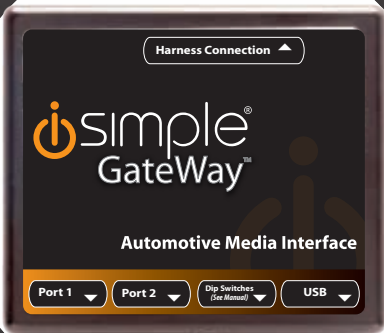 Harness Connection
isimple®
GateWay™
Automotive Media Interface
Port 1
Port 2
Dip Switches
(See Manual)
USB